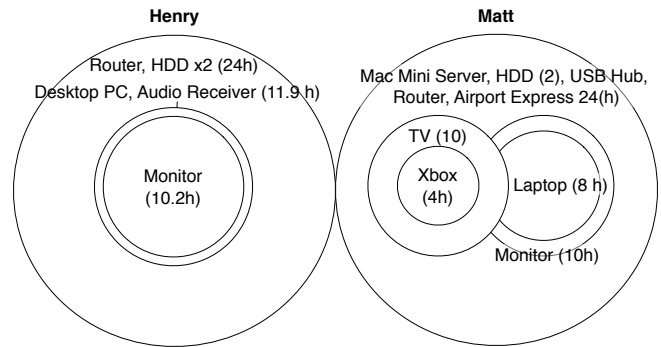 Henry
Router, HDD x2 (24h)
Desktop PC, Audio Receiver (11.9 h)
Monitor
(10.2h)
Matt
Mac Mini Server, HDD (2), USB Hub,
Router, Airport Express 24(h)
TV (10)
Xbox
(4h)
Laptop (8 h)
Monitor (10h)